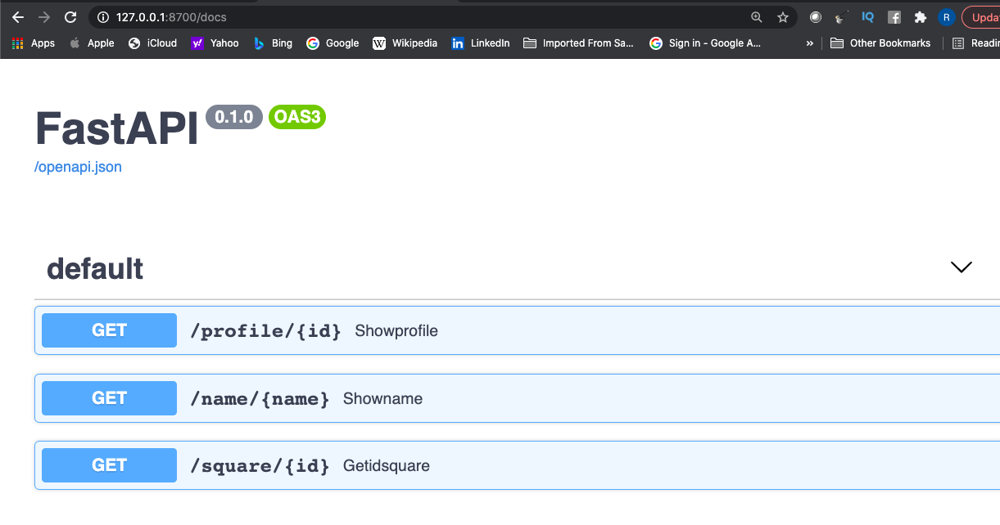 127.0.0.1:8700/docs
IQ
f
R
Apps Apple iCloud y! Yahoo Bing G Google W Wikipedia in LinkedIn Imported From Sa... G Sign in - Google A... » Other Bookmarks
FastAPI 0.1.0 OAS3
/openapi.json
default
GET /profile/{id} Showprofile
GET /name/{name} Showname
GET /square/{id} Getidsquare